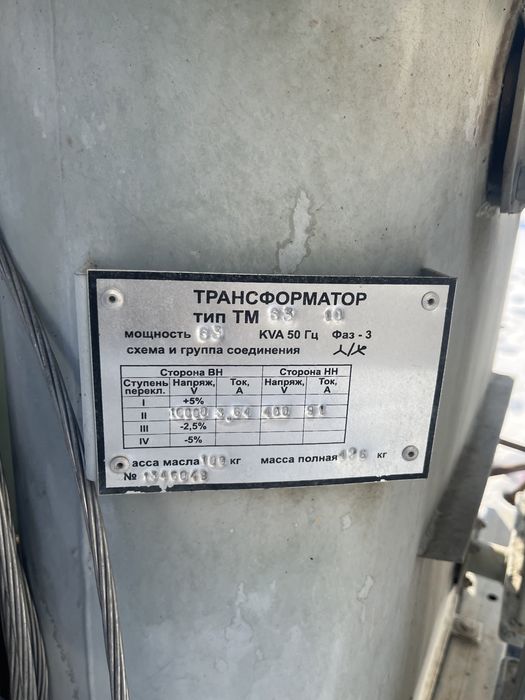 ТРАНСФОРМАТОР
тип ТМ 63 10
мощность 63 KVA 50 Гц Фаз - 3
схема и группа соединения
Сторона ВН Сторона НН
Ступень перекл. Напряж, V Ток, A Напряж, V Ток, A
I +5%
II 10000 3,64 400 91
III -2,5%
IV -5%
асса масла кг масса полная кг
№ 1346049